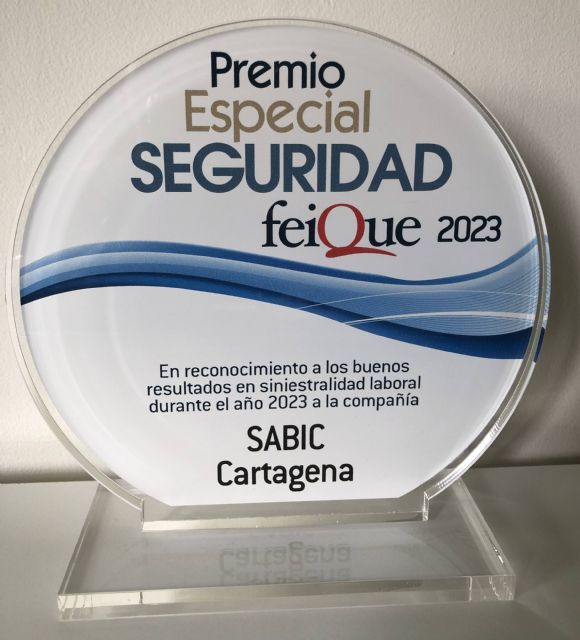 Premio
Especial
SEGURIDAD
feiQue 2023
En reconocimiento a los buenos
resultados en siniestralidad laboral
durante el año 2023 a la compañía
SABIC
Cartagena
Cartagena